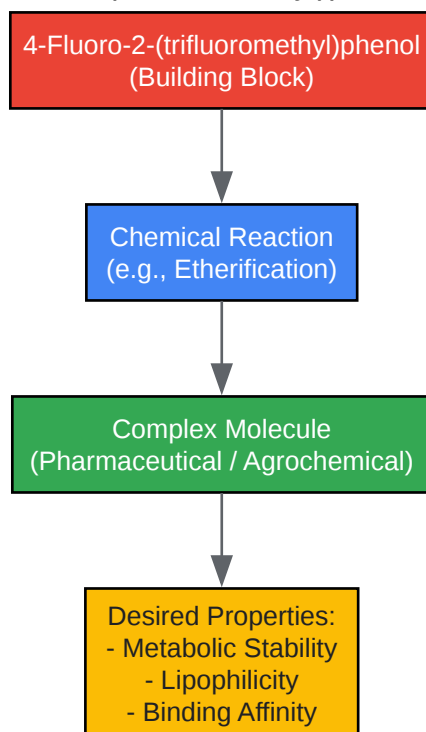 4-Fluoro-2-(trifluoromethyl)phenol
(Building Block)
Chemical Reaction
(e.g., Etherification)
Complex Molecule
(Pharmaceutical / Agrochemical)
Desired Properties:
- Metabolic Stability
- Lipophilicity
- Binding Affinity